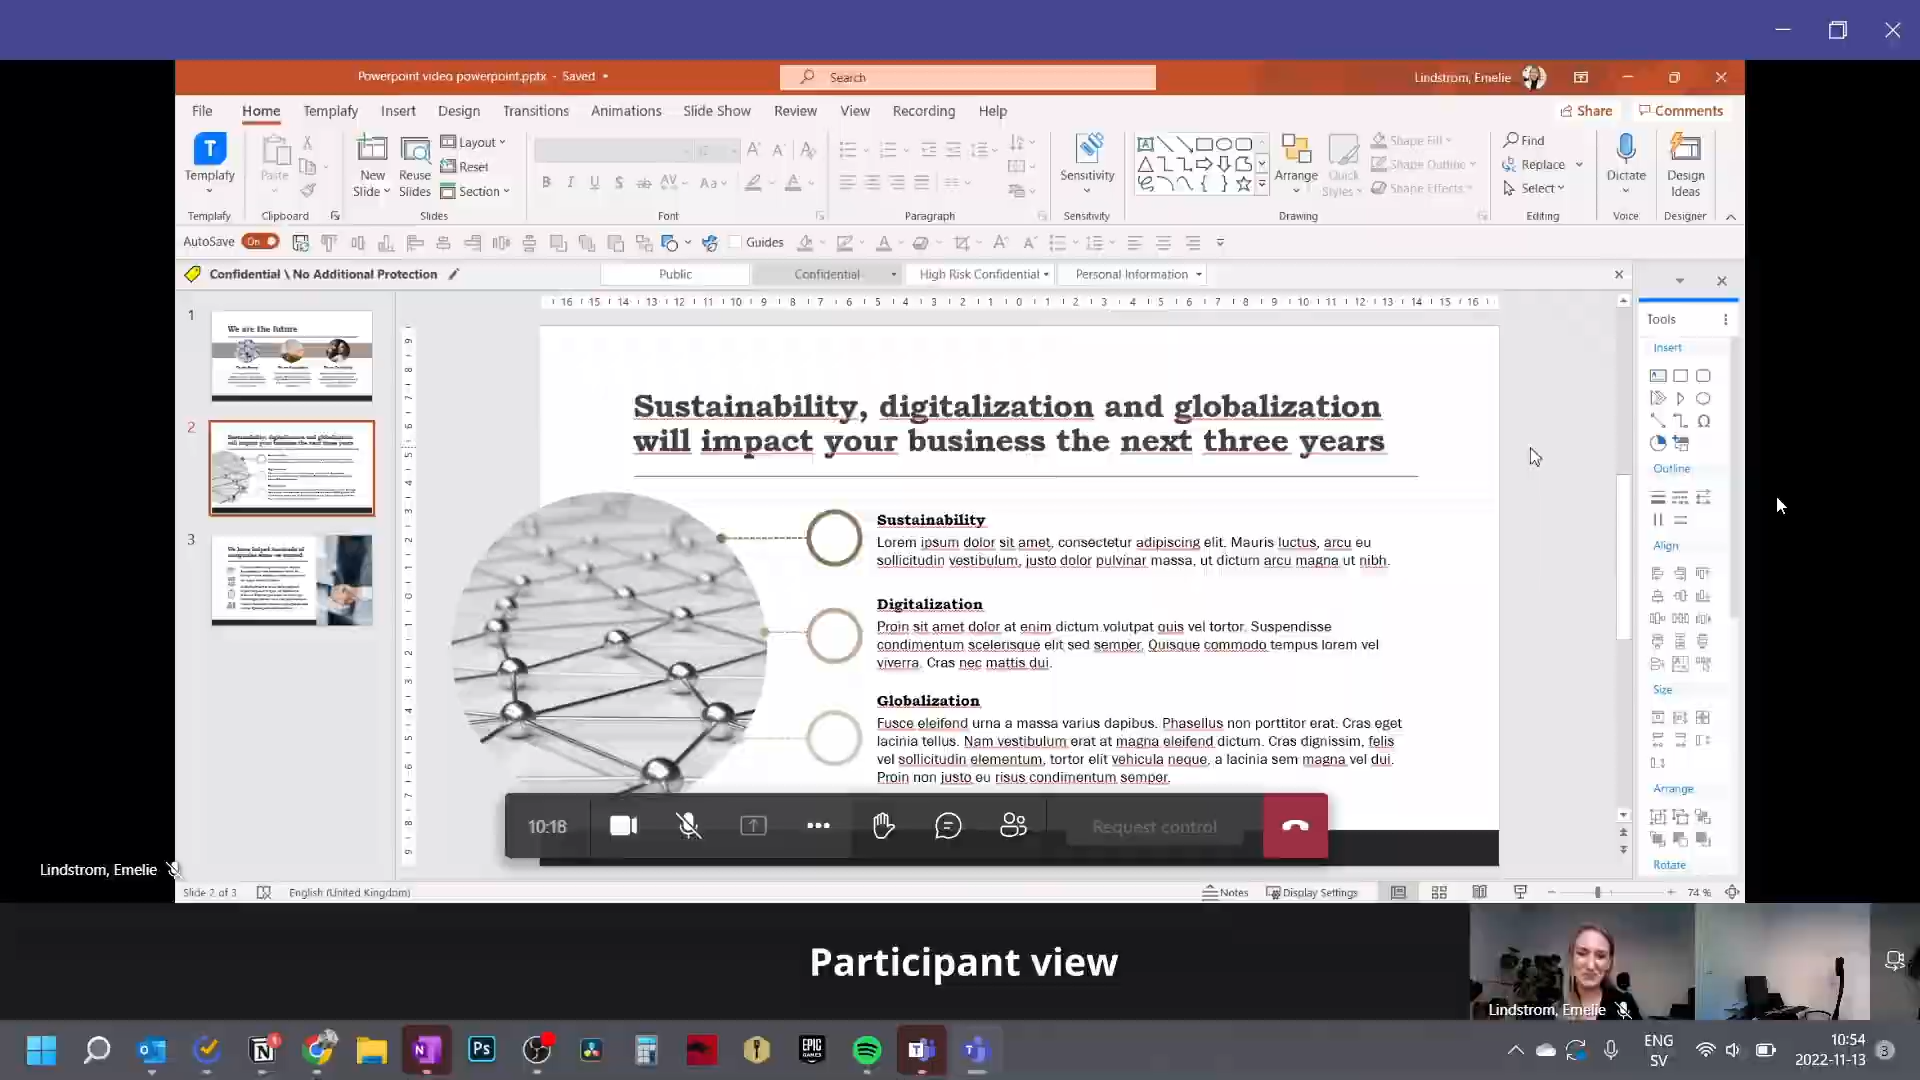 Powerpoint video powerpoint.pptx - Saved
Search
Lindstrom, Emelie
File Home Templafy Insert Design Transitions Animations Slide Show Review View Recording Help
Share Comments
Templafy
Paste
New Slide
Reuse Slides
Layout
Reset
Section
Sensitivity
Arrange
Quick Styles
Shape Fill
Shape Outline
Shape Effects
Find
Replace
Select
Dictate
Design Ideas
Templafy Clipboard Slides Font Paragraph Sensitivity Drawing Editing Voice Designer
AutoSave On Guides
Confidential \ No Additional Protection
Public Confidential High Risk Confidential Personal Information
1
We are the future
2
3
Sustainability, digitalization and globalization
will impact your business the next three years
Sustainability
Lorem ipsum dolor sit amet, consectetur adipiscing elit. Mauris luctus, arcu eu
sollicitudin vestibulum, justo dolor pulvinar massa, ut dictum arcu magna ut nibh.
Digitalization
Proin sit amet dolor at enim dictum volutpat quis vel tortor. Suspendisse
condimentum scelerisque elit sed semper. Quisque commodo tempus lorem vel
viverra. Cras nec mattis dui.
Globalization
Fusce eleifend urna a massa varius dapibus. Phasellus non porttitor erat. Cras eget
lacinia tellus. Nam vestibulum erat at magna eleifend dictum. Cras dignissim, felis
vel sollicitudin elementum, tortor elit vehicula neque, a lacinia sem magna vel dui.
Proin non justo eu risus condimentum semper.
Tools
Insert
Outline
Align
Size
Arrange
Rotate
10:18
Request control
Lindstrom, Emelie
Slide 2 of 3 English (United Kingdom)
Notes Display Settings 74 %
Participant view
Lindstrom, Emelie
ENG
SV
10:54
2022-11-13
3